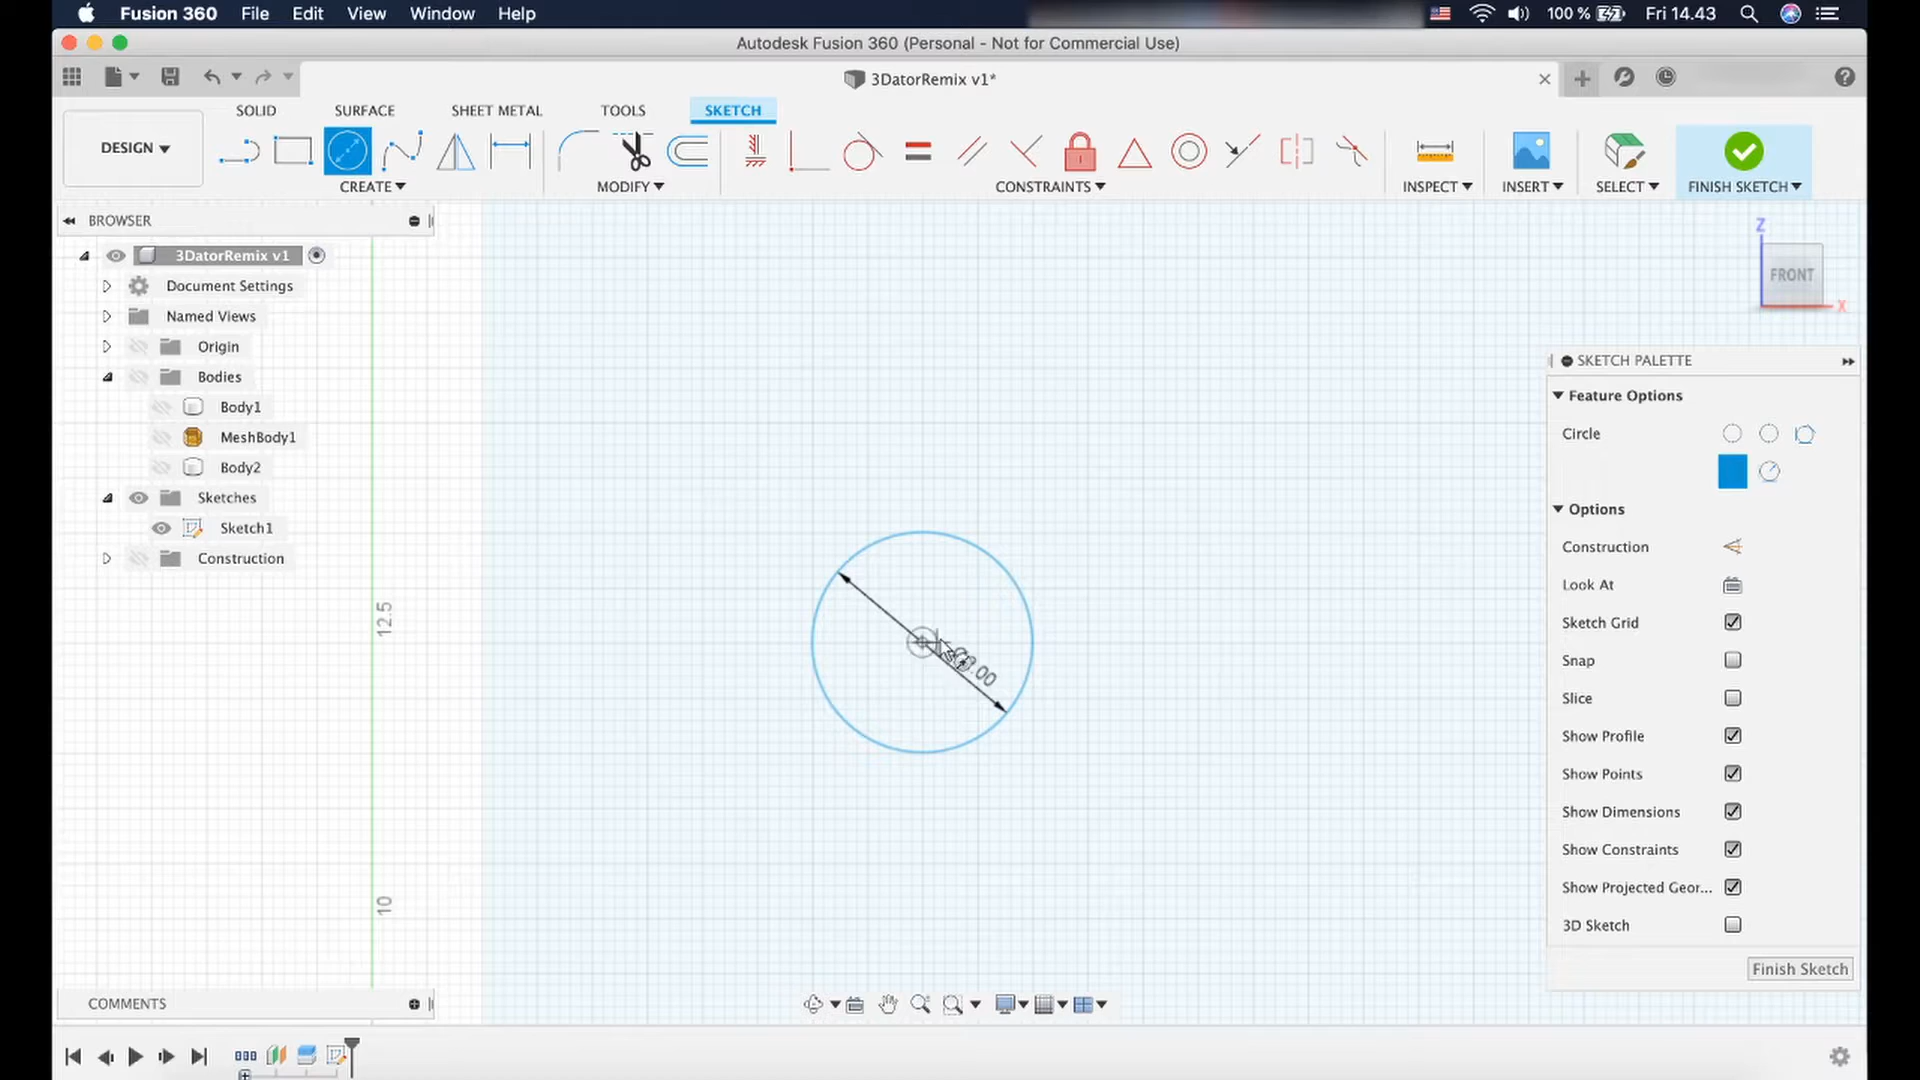 Fusion 360 File Edit View Window Help 100 % Fri 14.43
Autodesk Fusion 360 (Personal - Not for Commercial Use)
3DatorRemix v1*
SOLID SURFACE SHEET METAL TOOLS SKETCH
DESIGN
CREATE MODIFY CONSTRAINTS INSPECT INSERT SELECT FINISH SKETCH
BROWSER
3DatorRemix v1
Document Settings
Named Views
Origin
Bodies
Body1
MeshBody1
Body2
Sketches
Sketch1
Construction
12.5
10
Z
FRONT
X
SKETCH PALETTE
Feature Options
Circle
Options
Construction
Look At
Sketch Grid
Snap
Slice
Show Profile
Show Points
Show Dimensions
Show Constraints
Show Projected Geor...
3D Sketch
Finish Sketch
COMMENTS